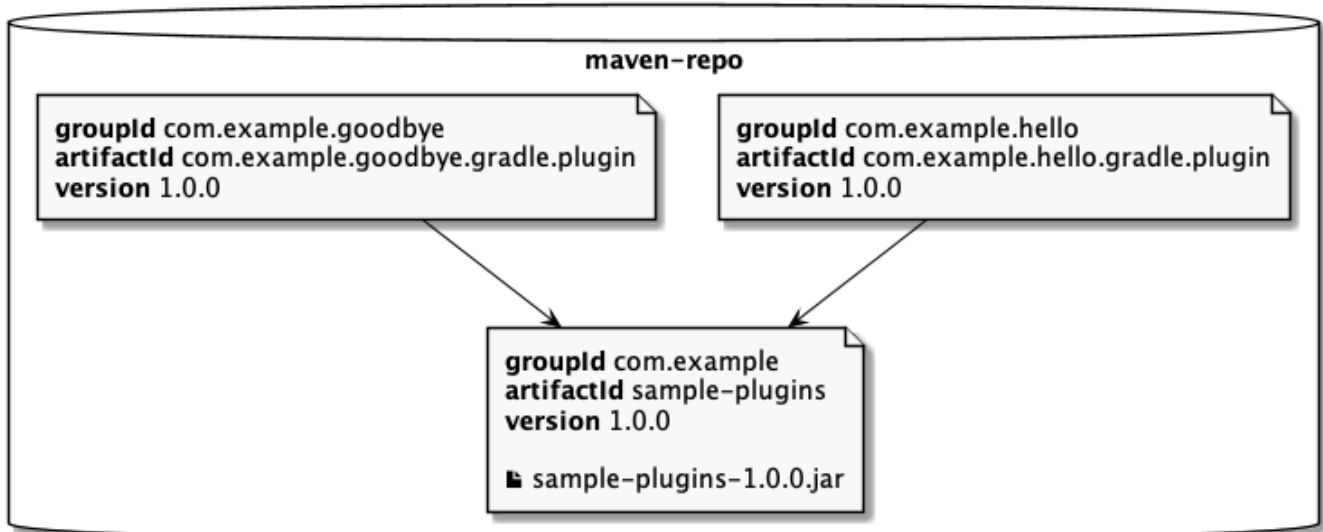 maven-repo
groupId com.example.goodbye
artifactId com.example.goodbye.gradle.plugin
version 1.0.0
groupId com.example.hello
artifactId com.example.hello.gradle.plugin
version 1.0.0
groupId com.example
artifactId sample-plugins
version 1.0.0
sample-plugins-1.0.0.jar